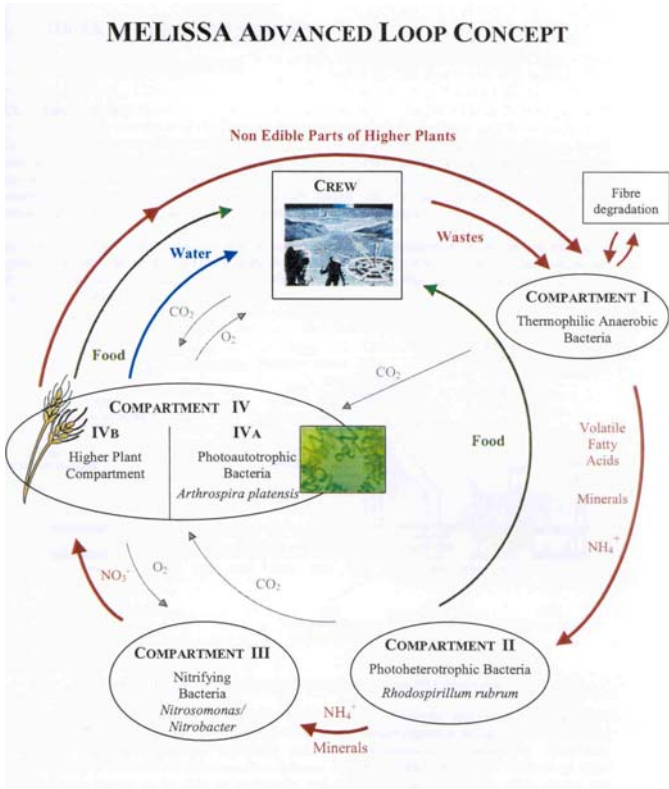 MELiSSA ADVANCED LOOP CONCEPT
Non Edible Parts of Higher Plants
CREW
Fibre
degradation
Wastes
Water
CO₂
O₂
Food
COMPARTMENT I
Thermophilic Anaerobic
Bacteria
CO₂
COMPARTMENT IV
IVB
Higher Plant
Compartment
IVA
Photoautotrophic
Bacteria
Arthrospira platensis
Food
Volatile
Fatty
Acids
Minerals
NH₄⁺
NO₃⁺
O₂
CO₂
COMPARTMENT III
Nitrifying
Bacteria
Nitrosomonas/
Nitrobacter
COMPARTMENT II
Photoheterotrophic Bacteria
Rhodospirillum rubrum
NH₄⁺
Minerals